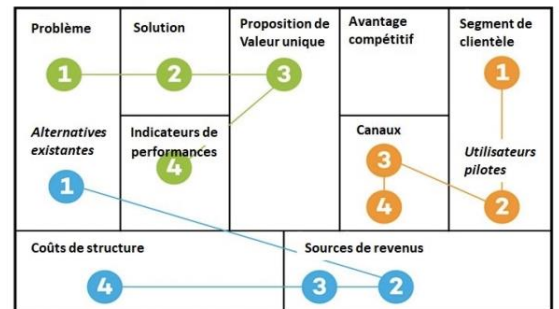 Problème
1
Solution
2
Proposition de
Valeur unique
3
Avantage
compétitif
Segment de
clientèle
1
Alternatives
existantes
1
Indicateurs de
performances
4
Canaux
3
4
Utilisateurs
pilotes
2
Coûts de structure
4
Sources de revenus
3
2